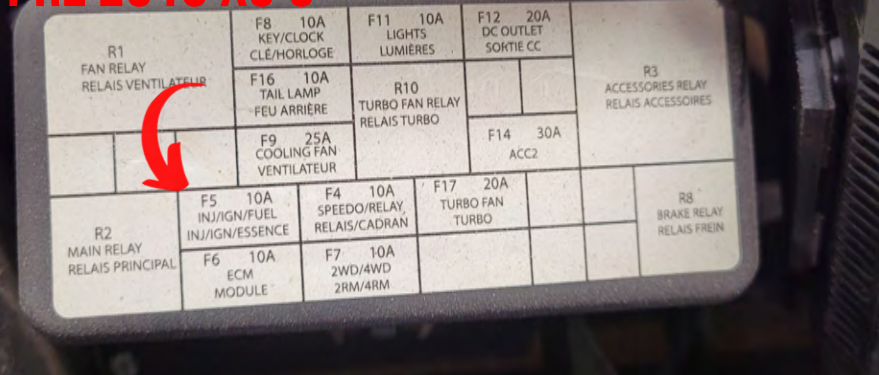 R1
FAN RELAY
RELAIS VENTILATEUR
F8 10A
KEY/CLOCK
CLÉ/HORLOGE
F11 10A
LIGHTS
LUMIÈRES
F12 20A
DC OUTLET
SORTIE CC
R3
ACCESSORIES RELAY
RELAIS ACCESSOIRES
F16 10A
TAIL LAMP
FEU ARRIÈRE
R10
TURBO FAN RELAY
RELAIS TURBO
F9 25A
COOLING FAN
VENTILATEUR
F14 30A
ACC2
R2
MAIN RELAY
RELAIS PRINCIPAL
F5 10A
INJ/IGN/FUEL
INJ/IGN/ESSENCE
F4 10A
SPEEDO/RELAY
RELAIS/CADRAN
F17 20A
TURBO FAN
TURBO
R8
BRAKE RELAY
RELAIS FREIN
F6 10A
ECM
MODULE
F7 10A
2WD/4WD
2RM/4RM